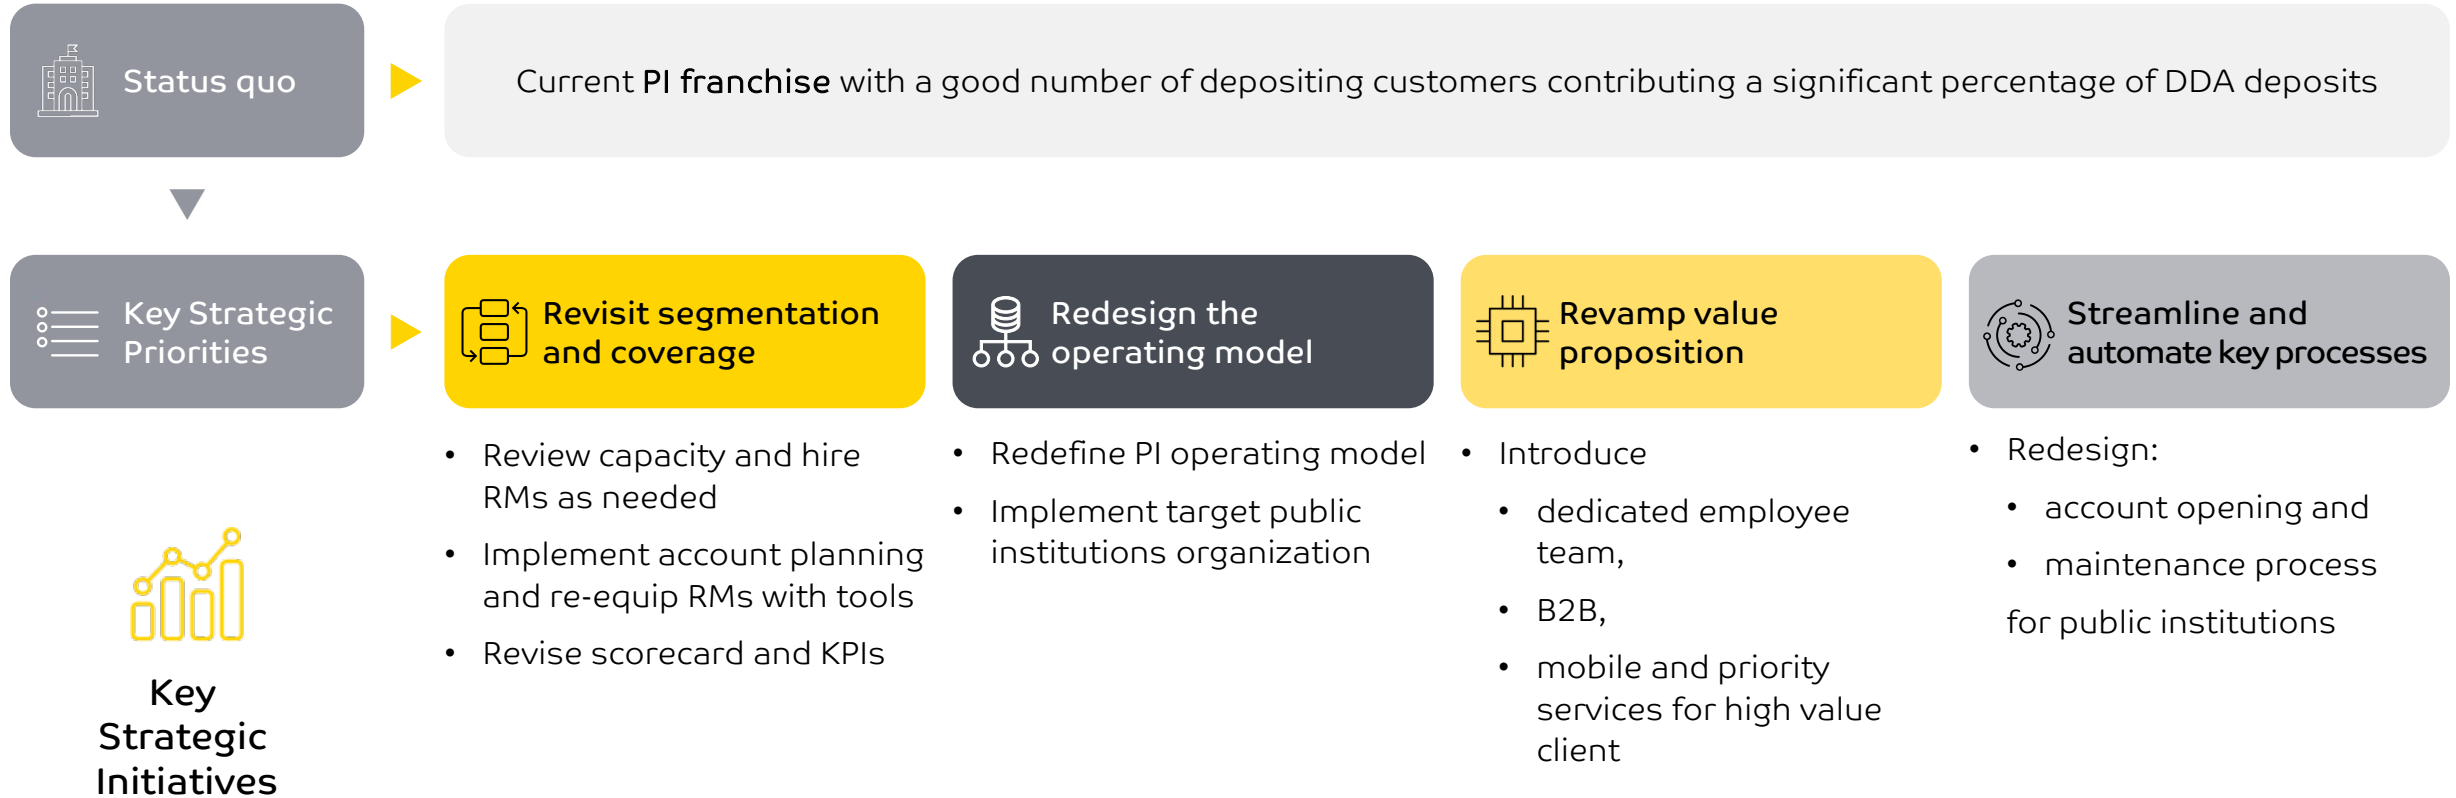 Status quo
Current PI franchise with a good number of depositing customers contributing a significant percentage of DDA deposits
Key Strategic
Priorities
Revisit segmentation
and coverage
Redesign the
operating model
Revamp value
proposition
Streamline and
automate key processes
Key
Strategic
Initiatives
• Review capacity and hire
RMs as needed
• Implement account planning
and re-equip RMs with tools
• Revise scorecard and KPIs
• Redefine PI operating model
• Implement target public
institutions organization
• Introduce
• dedicated employee
team,
• B2B,
• mobile and priority
services for high value
client
• Redesign:
• account opening and
• maintenance process
for public institutions